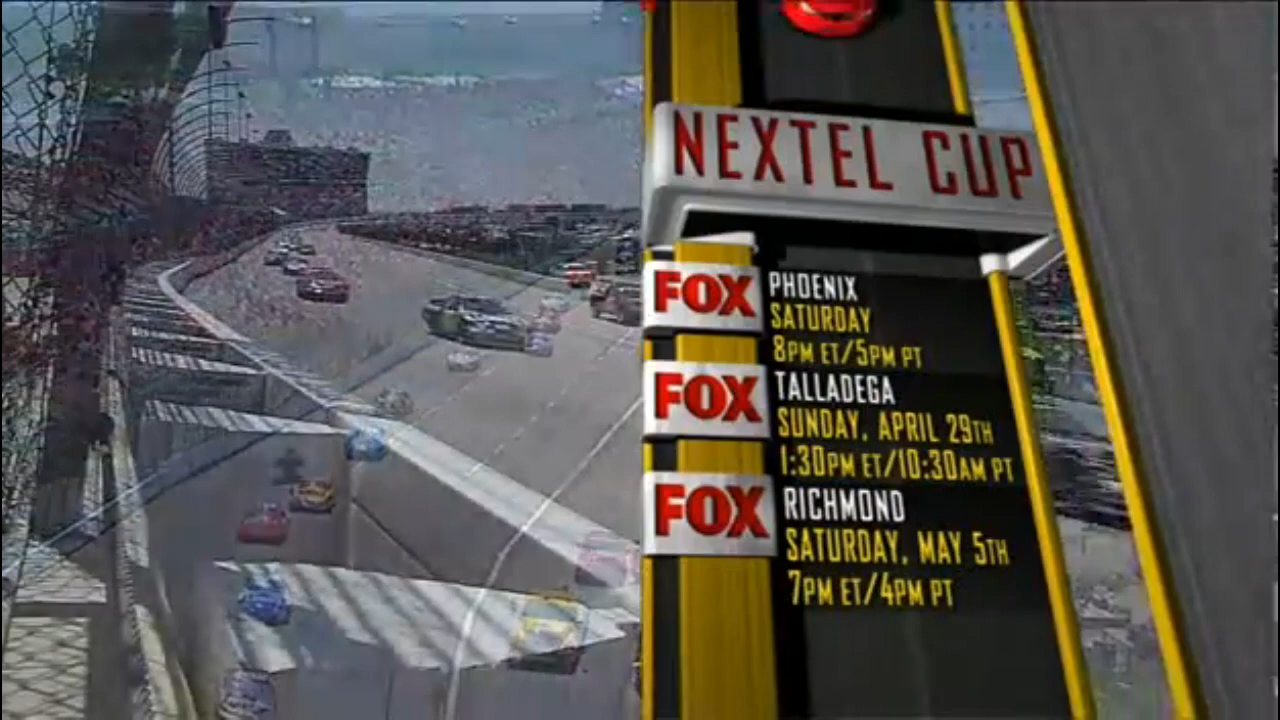 NEXTEL CUP
FOX
PHOENIX
SATURDAY
8PM ET/5PM PT
FOX
TALLADEGA
SUNDAY, APRIL 29TH
1:30PM ET/10:30AM PT
FOX
RICHMOND
SATURDAY, MAY 5TH
7PM ET/4PM PT